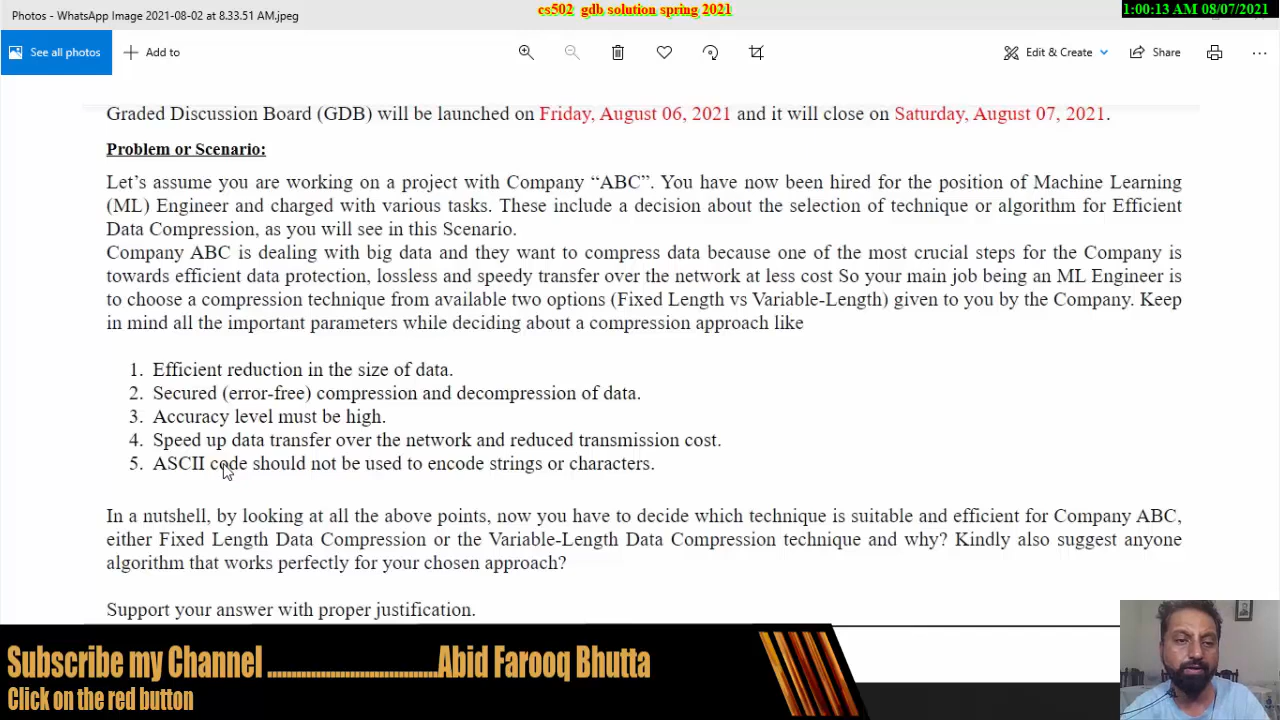 cs502 gdb solution spring 2021
1:00:13 AM 08/07/2021
Photos - WhatsApp Image 2021-08-02 at 8.33.51 AM.jpeg
See all photos
Add to
Edit & Create
Share
Graded Discussion Board (GDB) will be launched on Friday, August 06, 2021 and it will close on Saturday, August 07, 2021.
Problem or Scenario:
Let's assume you are working on a project with Company “ABC”. You have now been hired for the position of Machine Learning
(ML) Engineer and charged with various tasks. These include a decision about the selection of technique or algorithm for Efficient
Data Compression, as you will see in this Scenario.
Company ABC is dealing with big data and they want to compress data because one of the most crucial steps for the Company is
towards efficient data protection, lossless and speedy transfer over the network at less cost So your main job being an ML Engineer is
to choose a compression technique from available two options (Fixed Length vs Variable-Length) given to you by the Company. Keep
in mind all the important parameters while deciding about a compression approach like
1. Efficient reduction in the size of data.
2. Secured (error-free) compression and decompression of data.
3. Accuracy level must be high.
4. Speed up data transfer over the network and reduced transmission cost.
5. ASCII code should not be used to encode strings or characters.
In a nutshell, by looking at all the above points, now you have to decide which technique is suitable and efficient for Company ABC,
either Fixed Length Data Compression or the Variable-Length Data Compression technique and why? Kindly also suggest anyone
algorithm that works perfectly for your chosen approach?
Support your answer with proper justification.
Subscribe my Channel ....................................Abid Farooq Bhutta
Click on the red button